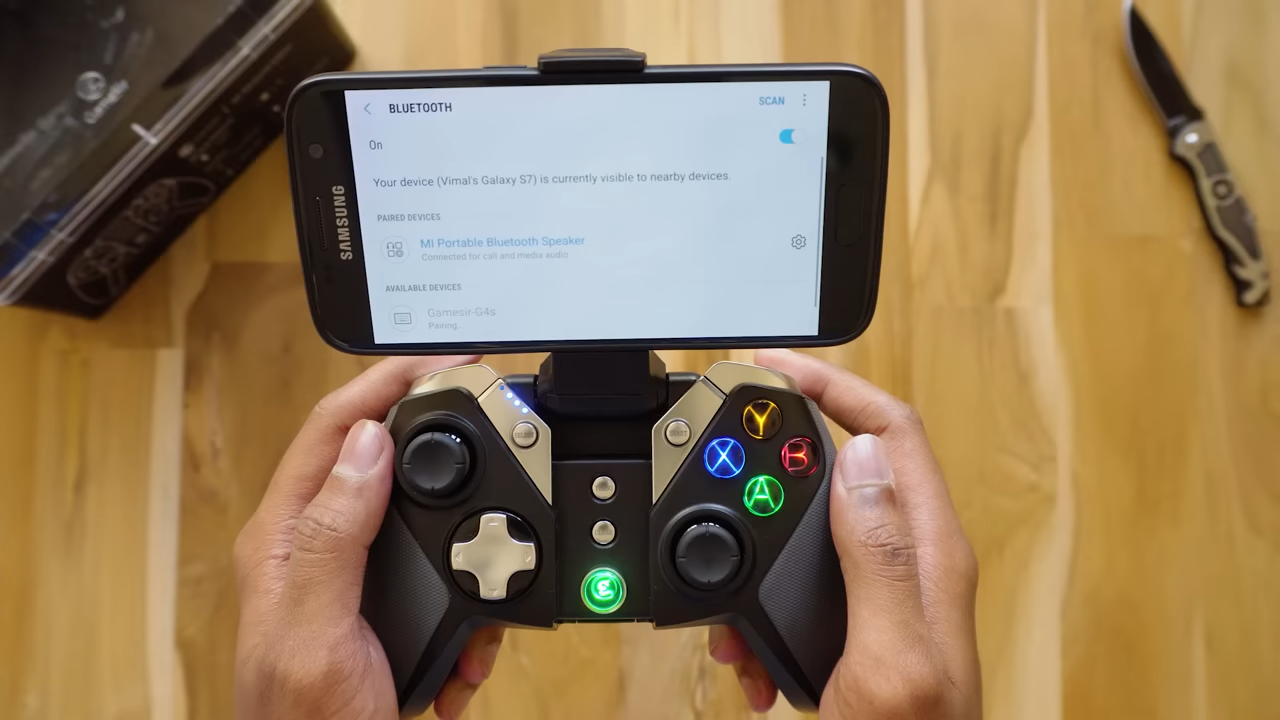 BLUETOOTH
SCAN
On
Your device (Vimal's Galaxy S7) is currently visible to nearby devices.
PAIRED DEVICES
MI Portable Bluetooth Speaker
Connected for call and media audio
AVAILABLE DEVICES
Gamesir-G4s
Pairing..
SAMSUNG
Y
X
B
A